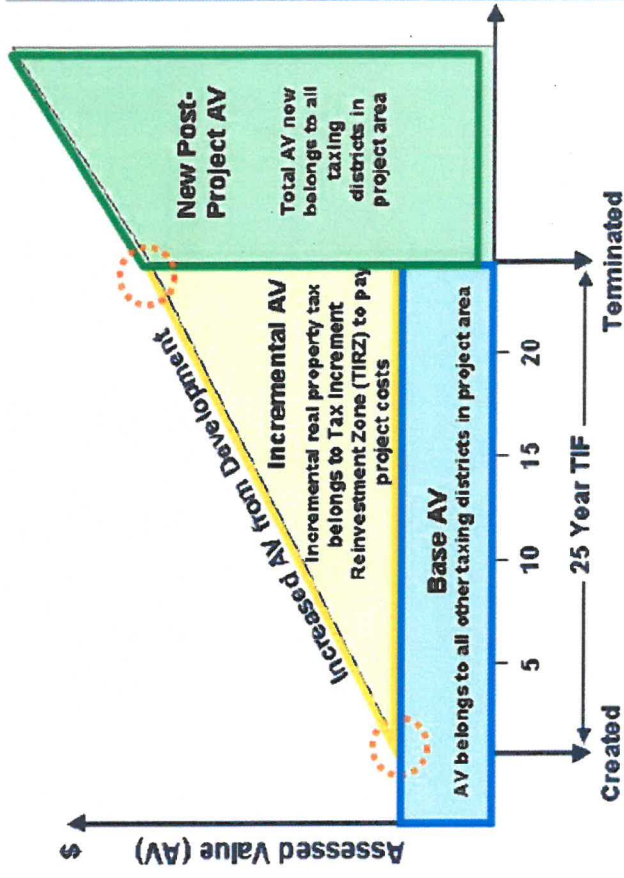 $
Assessed Value (AV)
Increased AV from Development
New Post-
Project AV
Total AV now
belongs to all
taxing
districts in
project area
Incremental AV
Incremental real property tax
belongs to Tax Increment
Reinvestment Zone (TIRZ) to pay
project costs
Base AV
AV belongs to all other taxing districts in project area
5
10
15
20
25 Year TIF
Created
Terminated